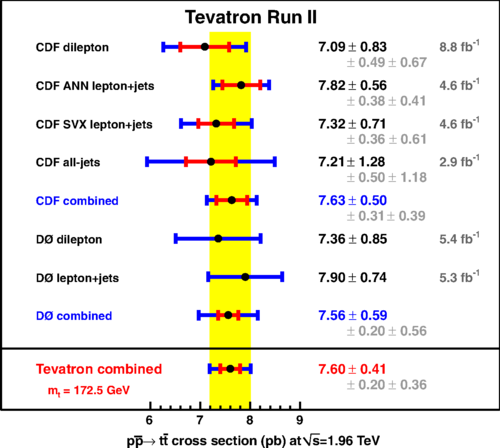 Tevatron Run II
CDF dilepton 7.09 ± 0.83 8.8 fb⁻¹
± 0.49 ± 0.67
CDF ANN lepton+jets 7.82 ± 0.56 4.6 fb⁻¹
± 0.38 ± 0.41
CDF SVX lepton+jets 7.32 ± 0.71 4.6 fb⁻¹
± 0.36 ± 0.61
CDF all-jets 7.21 ± 1.28 2.9 fb⁻¹
± 0.50 ± 1.18
CDF combined 7.63 ± 0.50
± 0.31 ± 0.39
DØ dilepton 7.36 ± 0.85 5.4 fb⁻¹
DØ lepton+jets 7.90 ± 0.74 5.3 fb⁻¹
DØ combined 7.56 ± 0.59
± 0.20 ± 0.56
Tevatron combined 7.60 ± 0.41
± 0.20 ± 0.36
mₜ = 172.5 GeV
6 7 8 9
pp̅ → tt̅ cross section (pb) at √s=1.96 TeV